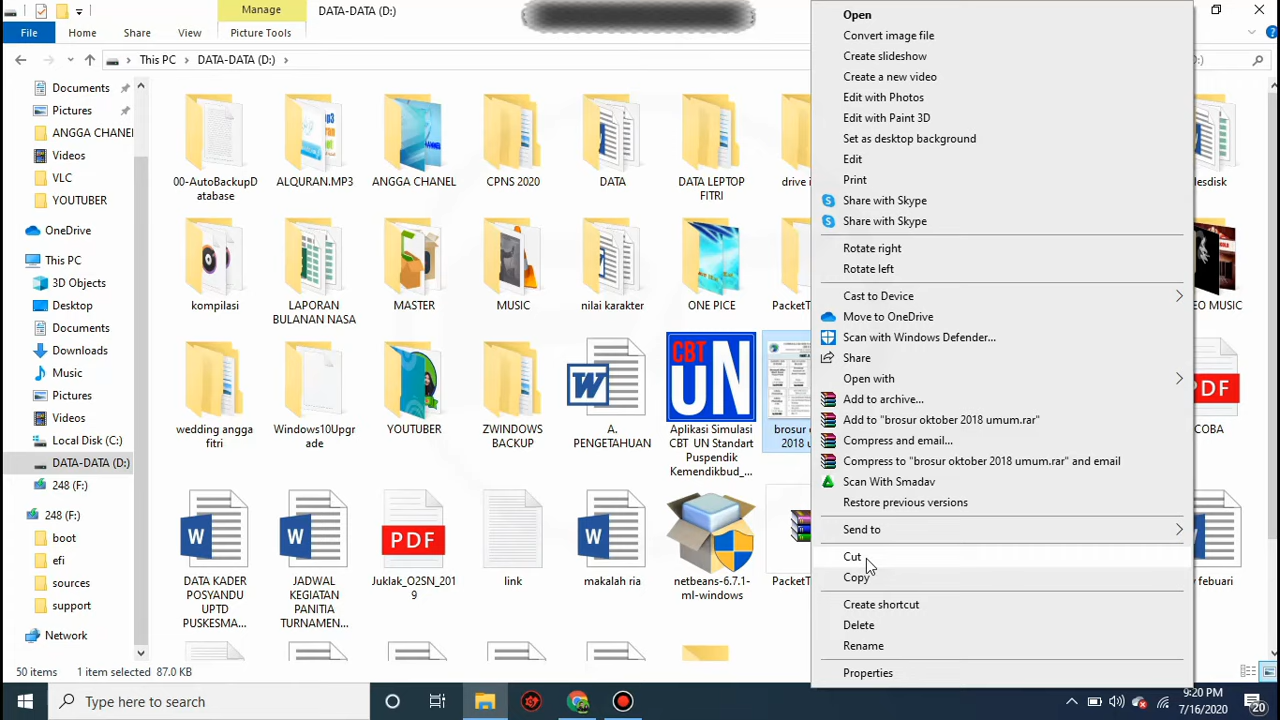 Manage
DATA-DATA (D:)
File
Home
Share
View
Picture Tools
This PC
DATA-DATA (D:)
Documents
Pictures
ANGGA CHANEL
Videos
VLC
YOUTUBER
OneDrive
This PC
3D Objects
Desktop
Documents
Downloads
Music
Pictures
Videos
Local Disk (C:)
DATA-DATA (D:)
248 (F:)
248 (F:)
boot
efi
sources
support
Network
00-AutoBackupD
atabase
ALQURAN.MP3
ANGGA CHANEL
CPNS 2020
DATA
DATA LEPTOP
FITRI
drive i
lesdisk
kompilasi
LAPORAN
BULANAN NASA
MASTER
MUSIC
nilai karakter
ONE PICE
PacketT
EO MUSIC
wedding angga
fitri
Windows10Upgr
ade
YOUTUBER
ZWINDOWS
BACKUP
A.
PENGETAHUAN
CBT
UN
Aplikasi Simulasi
CBT UN Standart
Puspendik
Kemendikbud_...
brosur o
2018 u
PDF
COBA
DATA KADER
POSYANDU
UPTD
PUSKESMA...
JADWAL
KEGIATAN
PANITIA
TURNAMEN...
PDF
Juklak_O2SN_201
9
link
makalah ria
netbeans-6.7.1-
ml-windows
PacketT
y febuari
Open
Convert image file
Create slideshow
Create a new video
Edit with Photos
Edit with Paint 3D
Set as desktop background
Edit
Print
Share with Skype
Share with Skype
Rotate right
Rotate left
Cast to Device
Move to OneDrive
Scan with Windows Defender...
Share
Open with
Add to archive...
Add to "brosur oktober 2018 umum.rar"
Compress and email...
Compress to "brosur oktober 2018 umum.rar" and email
Scan With Smadav
Restore previous versions
Send to
Cut
Copy
Create shortcut
Delete
Rename
Properties
50 items
1 item selected 87.0 KB
Type here to search
9:20 PM
7/16/2020
20